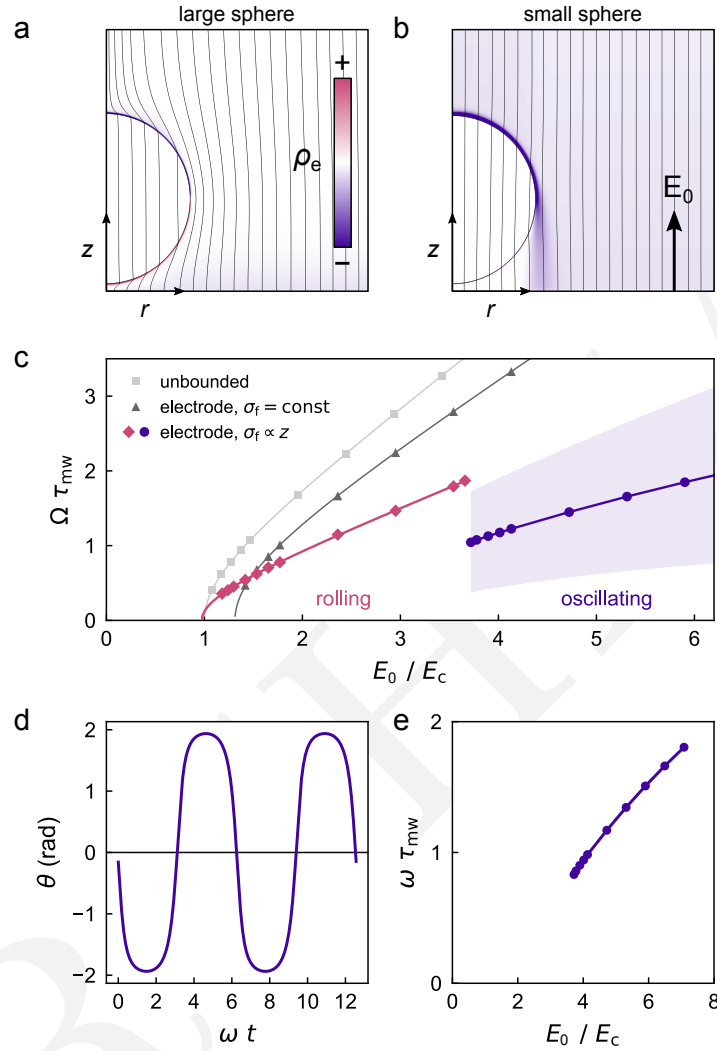 large sphere
small sphere
a
b
+
ρe
−
E0
z
r
z
r
c
unbounded
electrode, σf = const
electrode, σf ∝ z
Ω τmw
3
2
1
0
rolling
oscillating
0 1 2 3 4 5 6
E0 / Ec
d
e
θ (rad)
2
1
0
−1
−2
0 2 4 6 8 10 12
ω t
ω τmw
2
1
0
0 2 4 6 8
E0 / Ec